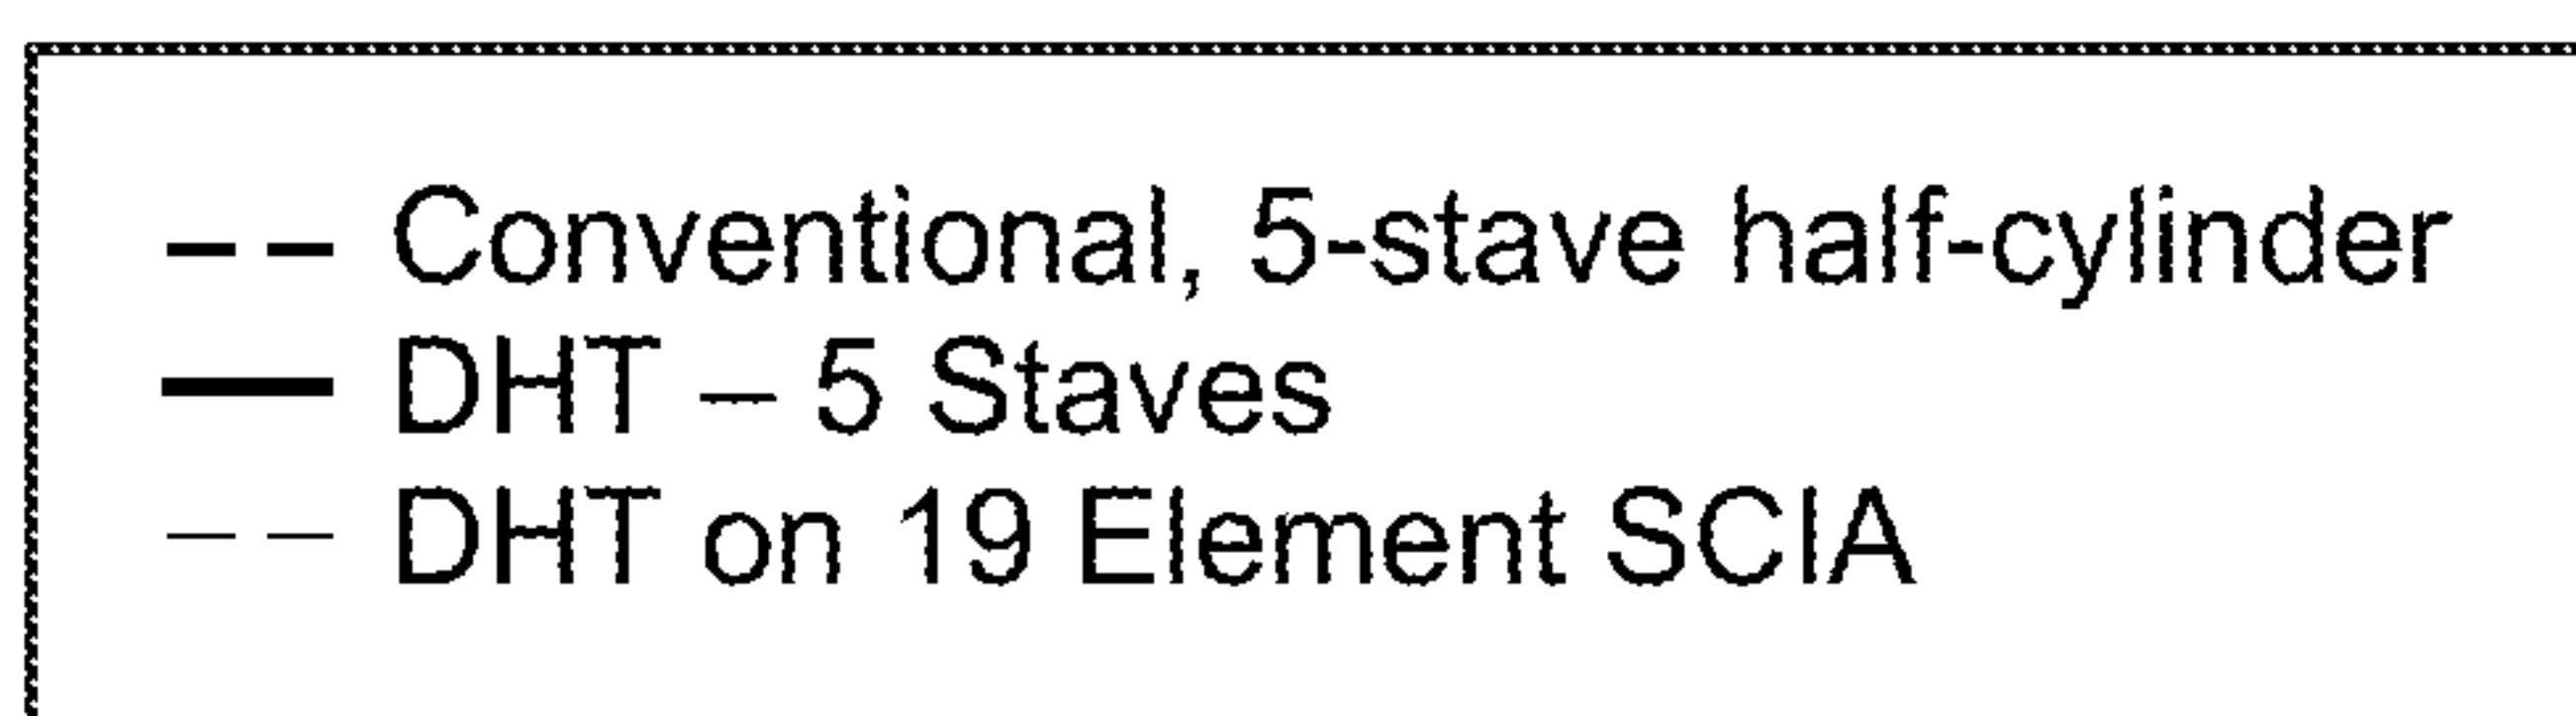 Conventional, 5-stave half-cylinder
DHT – 5 Staves
DHT on 19 Element SCIA